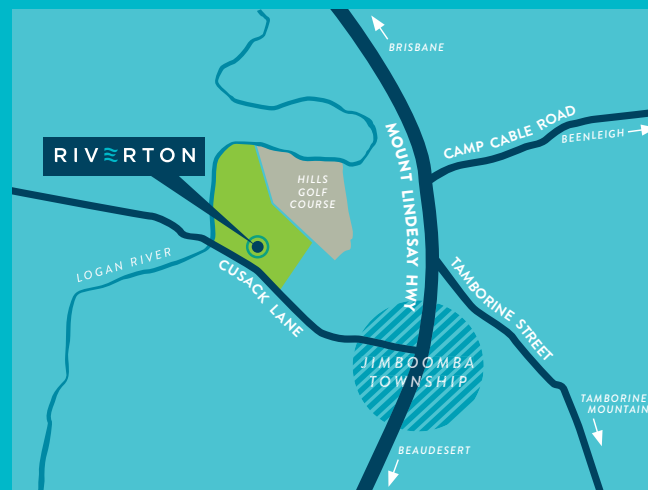 BRISBANE
CAMP CABLE ROAD
BEENLEIGH
RIVERTON
MOUNT LINDESAY HWY
HILLS
GOLF
COURSE
LOGAN RIVER
CUSACK LANE
TAMBORINE STREET
JIMBOOMBA
TOWNSHIP
TAMBORINE
MOUNTAIN
BEAUDESERT